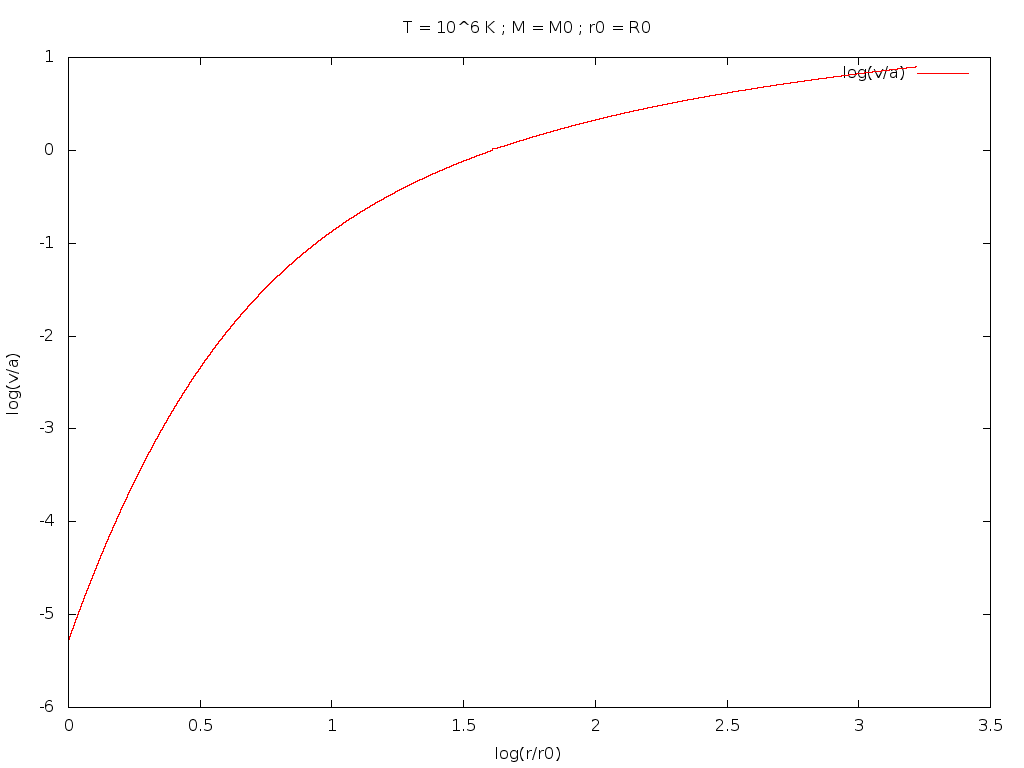 T = 10^6 K ; M = M0 ; r0 = R0
log(v/a)
1
0
-1
-2
-3
-4
-5
-6
log(v/a)
0 0.5 1 1.5 2 2.5 3 3.5
log(r/r0)